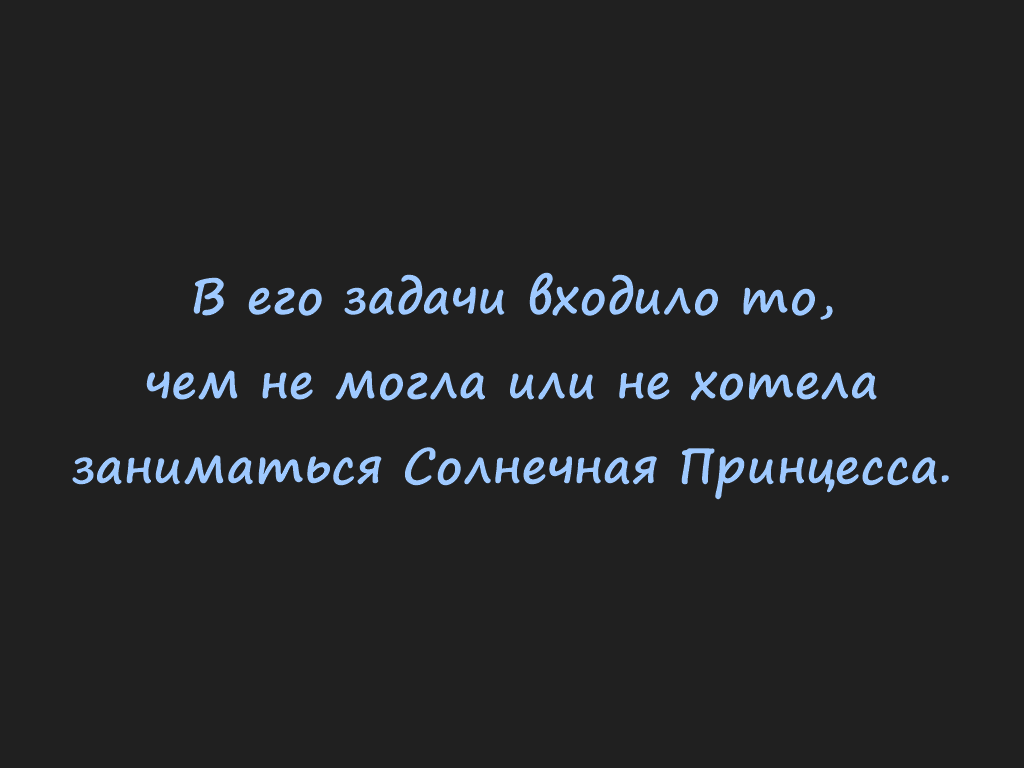 В его задачи входило то,
чем не могла или не хотела
заниматься Солнечная Принцесса.